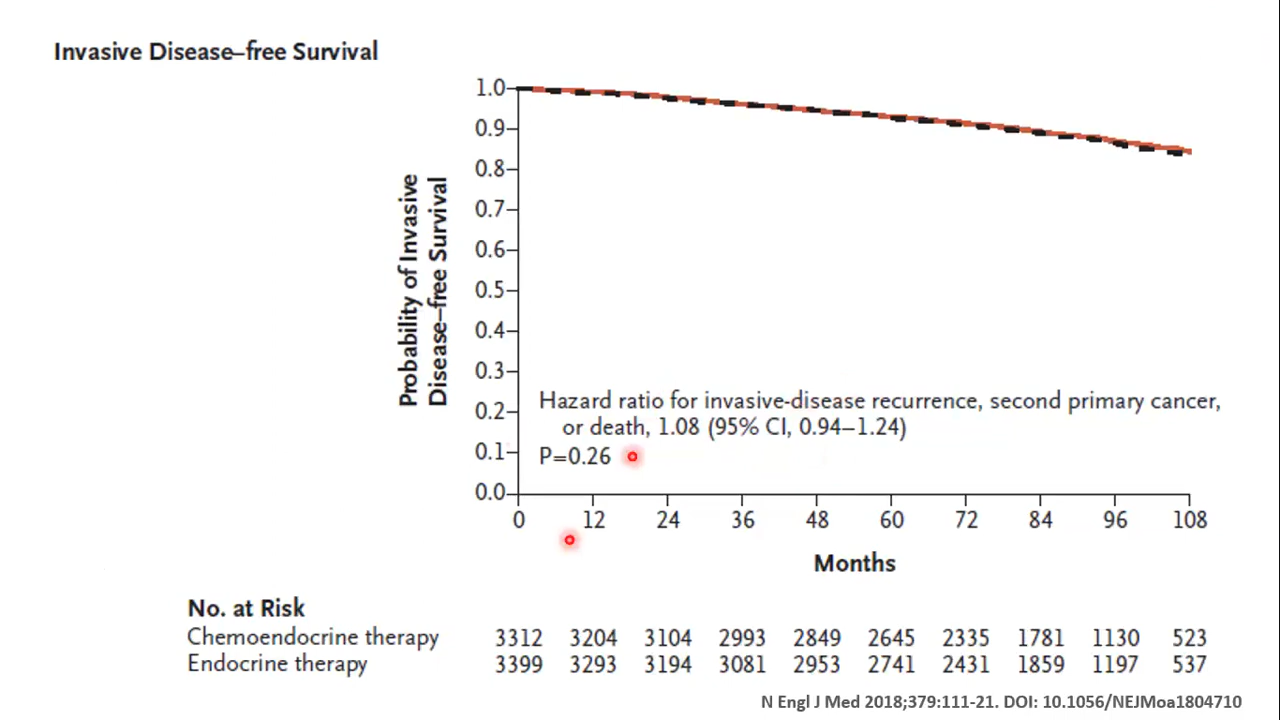 Invasive Disease–free Survival
Probability of Invasive
Disease–free Survival
1.0
0.9
0.8
0.7
0.6
0.5
0.4
0.3
0.2
0.1
0.0
Hazard ratio for invasive-disease recurrence, second primary cancer,
or death, 1.08 (95% CI, 0.94–1.24)
P=0.26
0 12 24 36 48 60 72 84 96 108
Months
No. at Risk
Chemoendocrine therapy 3312 3204 3104 2993 2849 2645 2335 1781 1130 523
Endocrine therapy 3399 3293 3194 3081 2953 2741 2431 1859 1197 537
N Engl J Med 2018;379:111-21. DOI: 10.1056/NEJMoa1804710